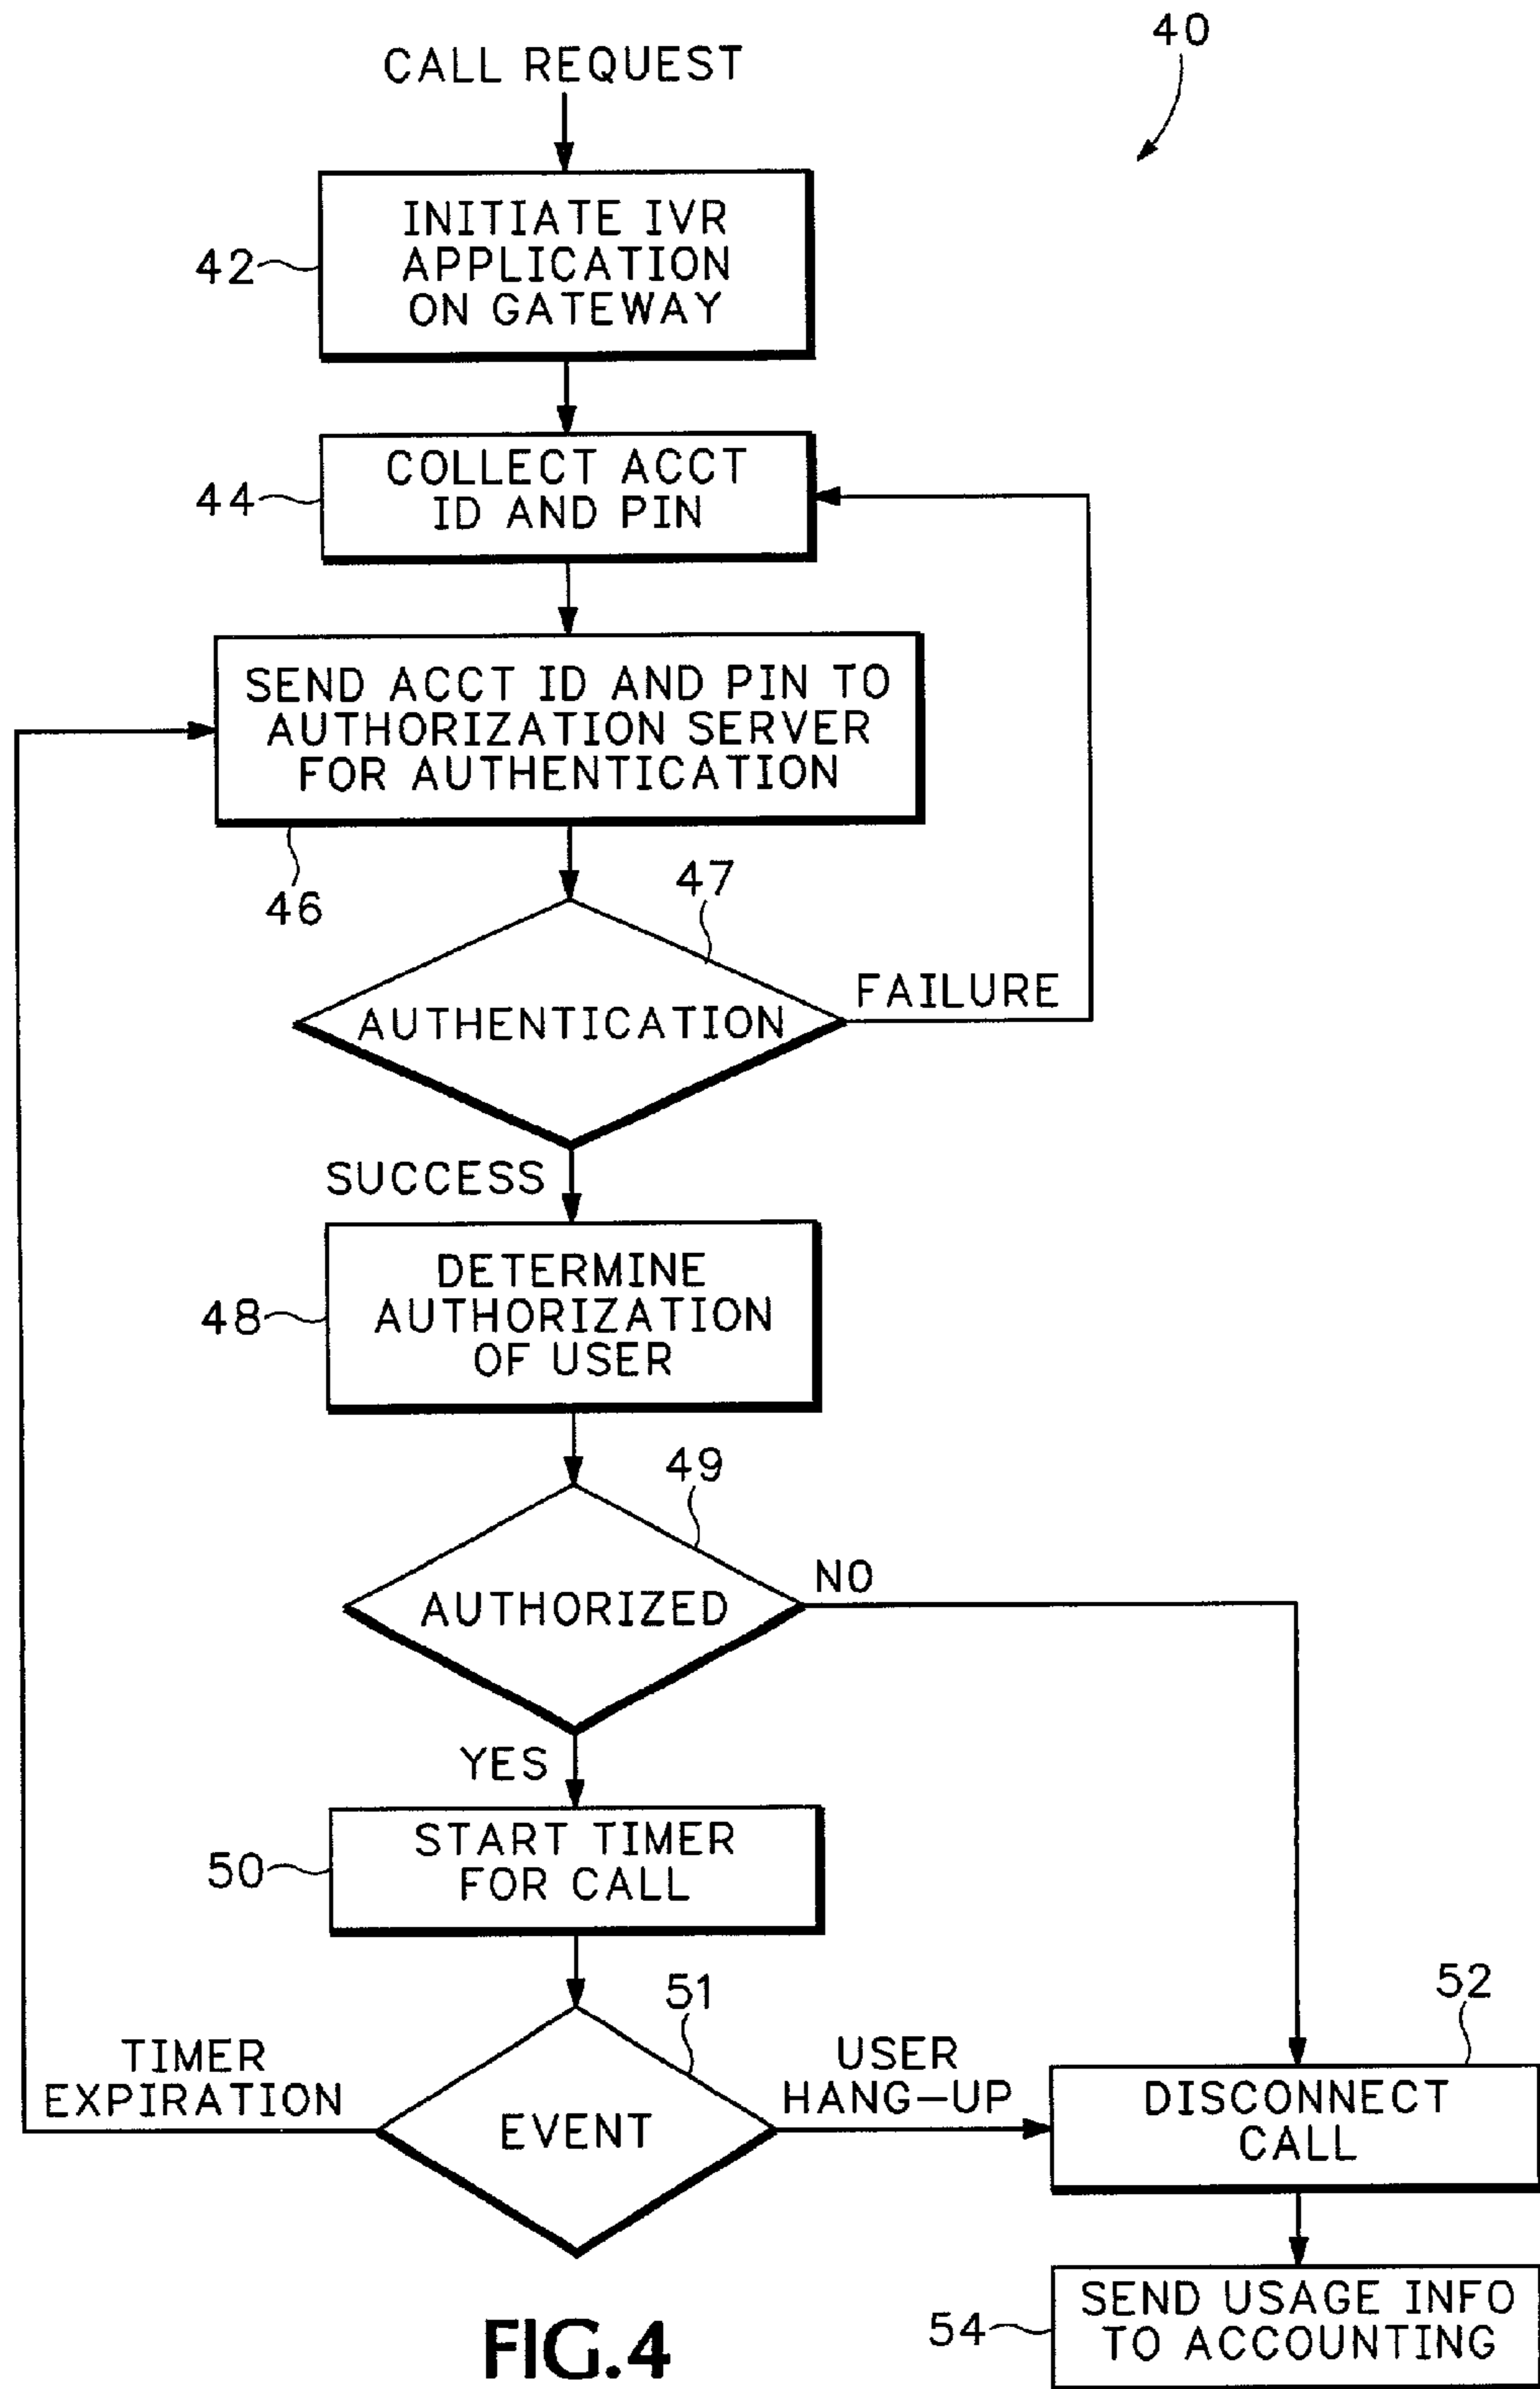 40
CALL REQUEST
INITIATE IVR
APPLICATION
ON GATEWAY
42
COLLECT ACCT
ID AND PIN
44
SEND ACCT ID AND PIN TO
AUTHORIZATION SERVER
FOR AUTHENTICATION
46
47
AUTHENTICATION
FAILURE
SUCCESS
DETERMINE
AUTHORIZATION
OF USER
48
49
AUTHORIZED
NO
YES
START TIMER
FOR CALL
50
51
EVENT
TIMER
EXPIRATION
USER
HANG-UP
52
DISCONNECT
CALL
SEND USAGE INFO
TO ACCOUNTING
54
FIG.4